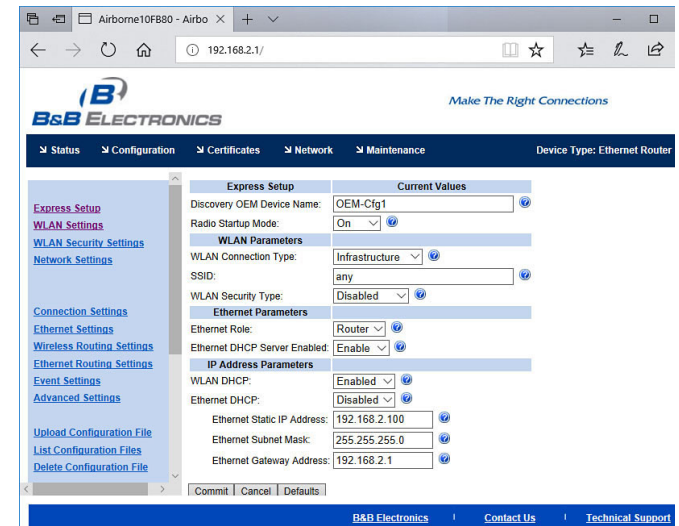 Airborne10FB80 - Airbo
192.168.2.1/
B&B ELECTRONICS
Make The Right Connections
Status Configuration Certificates Network Maintenance Device Type: Ethernet Router
Express Setup
WLAN Settings
WLAN Security Settings
Network Settings
Connection Settings
Ethernet Settings
Wireless Routing Settings
Ethernet Routing Settings
Event Settings
Advanced Settings
Upload Configuration File
List Configuration Files
Delete Configuration File
Express Setup Current Values
Discovery OEM Device Name: OEM-Cfg1
Radio Startup Mode: On
WLAN Parameters
WLAN Connection Type: Infrastructure
SSID: any
WLAN Security Type: Disabled
Ethernet Parameters
Ethernet Role: Router
Ethernet DHCP Server Enabled: Enable
IP Address Parameters
WLAN DHCP: Enabled
Ethernet DHCP: Disabled
Ethernet Static IP Address: 192.168.2.100
Ethernet Subnet Mask: 255.255.255.0
Ethernet Gateway Address: 192.168.2.1
Commit Cancel Defaults
B&B Electronics | Contact Us | Technical Support